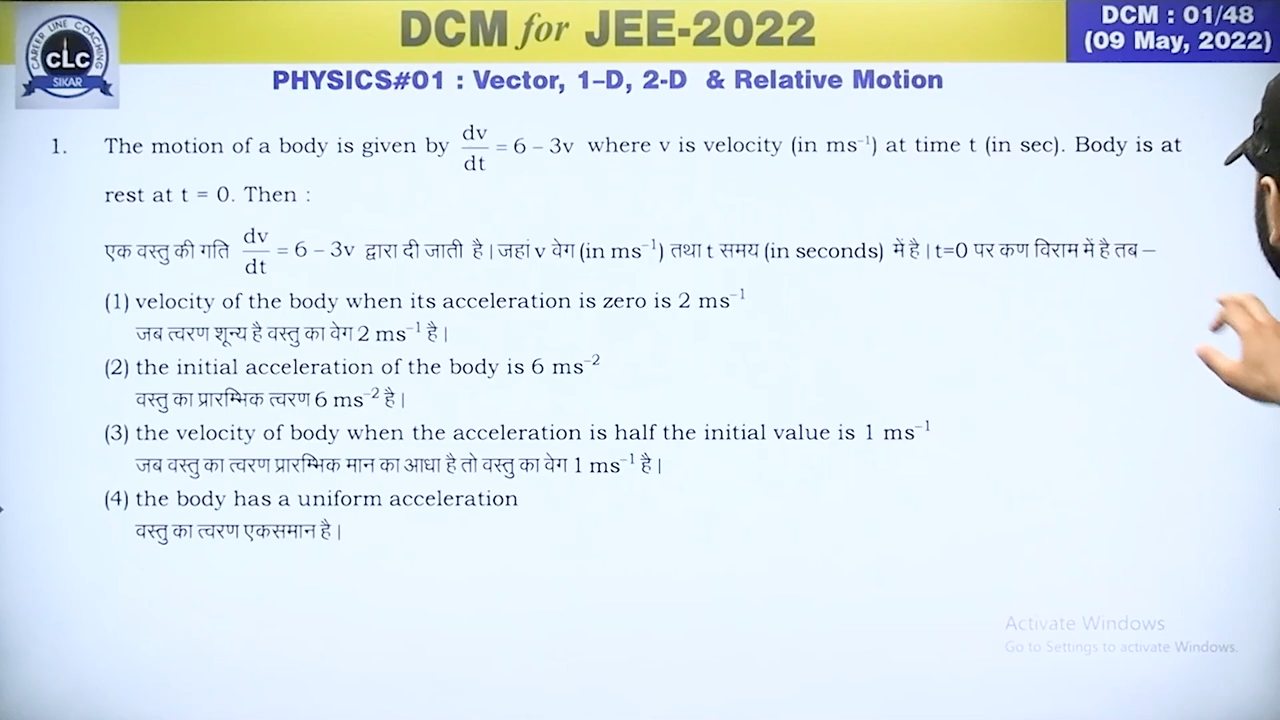 CAREER LINE COACHING
CLC
SIKAR
DCM for JEE-2022
DCM : 01/48
(09 May, 2022)
PHYSICS#01 : Vector, 1–D, 2-D & Relative Motion
1. The motion of a body is given by dv/dt = 6 – 3v where v is velocity (in ms⁻¹) at time t (in sec). Body is at
rest at t = 0. Then :
एक वस्तु की गति dv/dt = 6 – 3v द्वारा दी जाती है। जहां v वेग (in ms⁻¹) तथा t समय (in seconds) में है। t=0 पर कण विराम में है तब –
(1) velocity of the body when its acceleration is zero is 2 ms⁻¹
जब त्वरण शून्य है वस्तु का वेग 2 ms⁻¹ है।
(2) the initial acceleration of the body is 6 ms⁻²
वस्तु का प्रारम्भिक त्वरण 6 ms⁻² है।
(3) the velocity of body when the acceleration is half the initial value is 1 ms⁻¹
जब वस्तु का त्वरण प्रारम्भिक मान का आधा है तो वस्तु का वेग 1 ms⁻¹ है।
(4) the body has a uniform acceleration
वस्तु का त्वरण एकसमान है।
Activate Windows
Go to Settings to activate Windows.